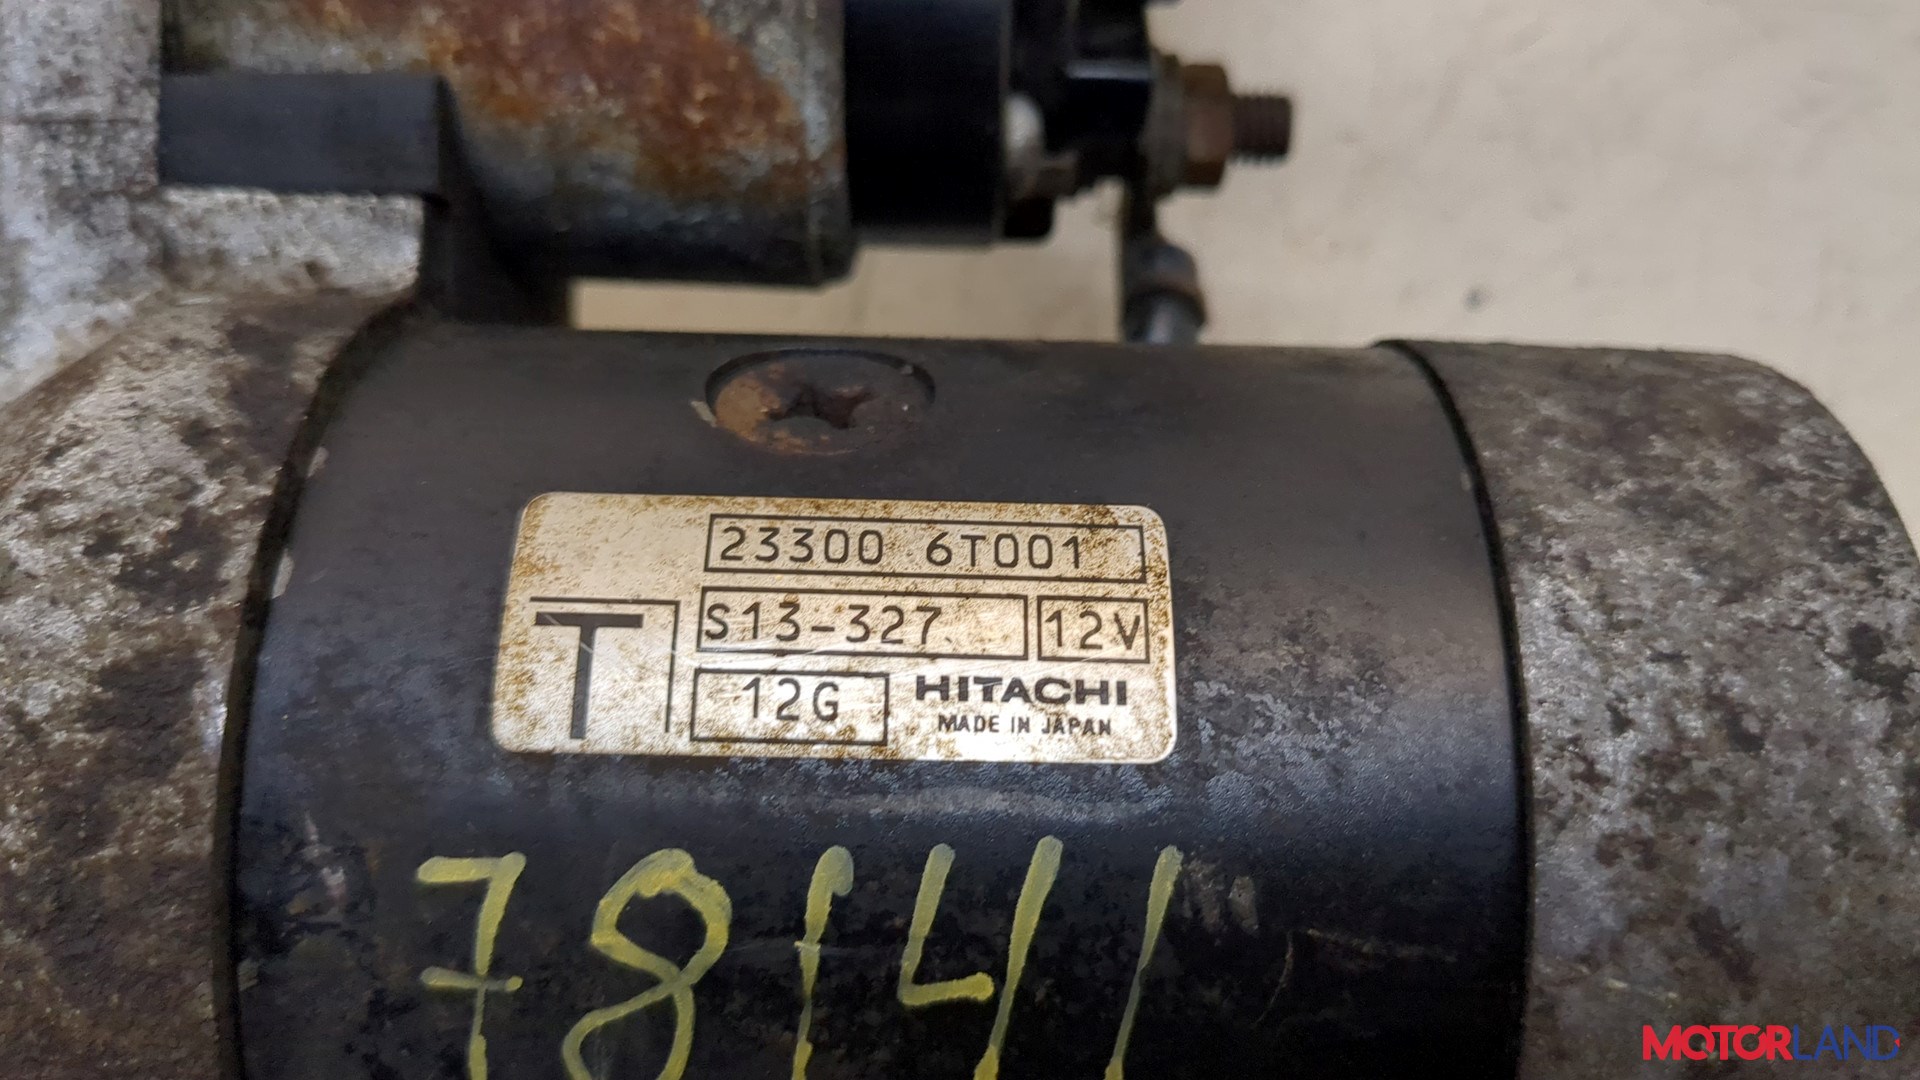 23300 6T001
S13-327 12V
T
12G HITACHI
MADE IN JAPAN
78141
MOTORLAND